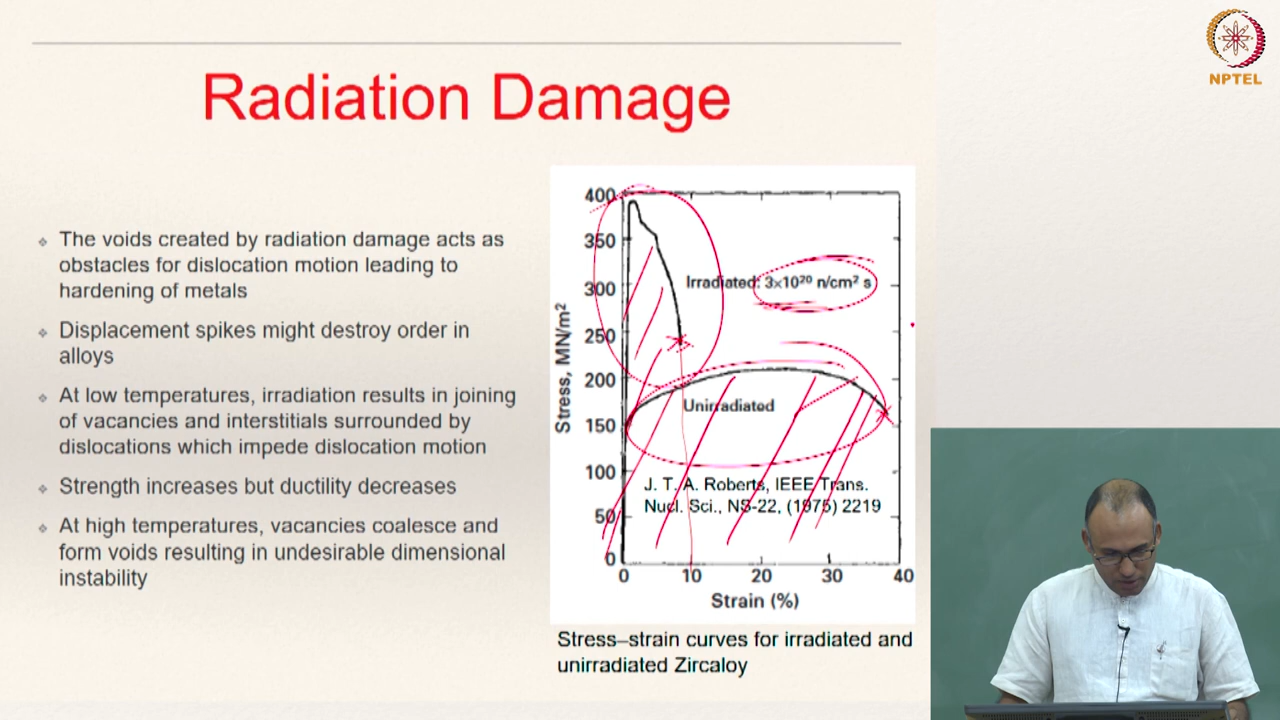 NPTEL
Radiation Damage
❖ The voids created by radiation damage acts as
obstacles for dislocation motion leading to
hardening of metals
❖ Displacement spikes might destroy order in
alloys
❖ At low temperatures, irradiation results in joining
of vacancies and interstitials surrounded by
dislocations which impede dislocation motion
❖ Strength increases but ductility decreases
❖ At high temperatures, vacancies coalesce and
form voids resulting in undesirable dimensional
instability
Stress, MN/m²
400
350
300
250
200
150
100
50
0
Irradiated: 3×10²⁰ n/cm² s
Unirradiated
J. T. A. Roberts, IEEE Trans.
Nucl. Sci., NS-22, (1975) 2219
0 10 20 30 40
Strain (%)
Stress–strain curves for irradiated and
unirradiated Zircaloy